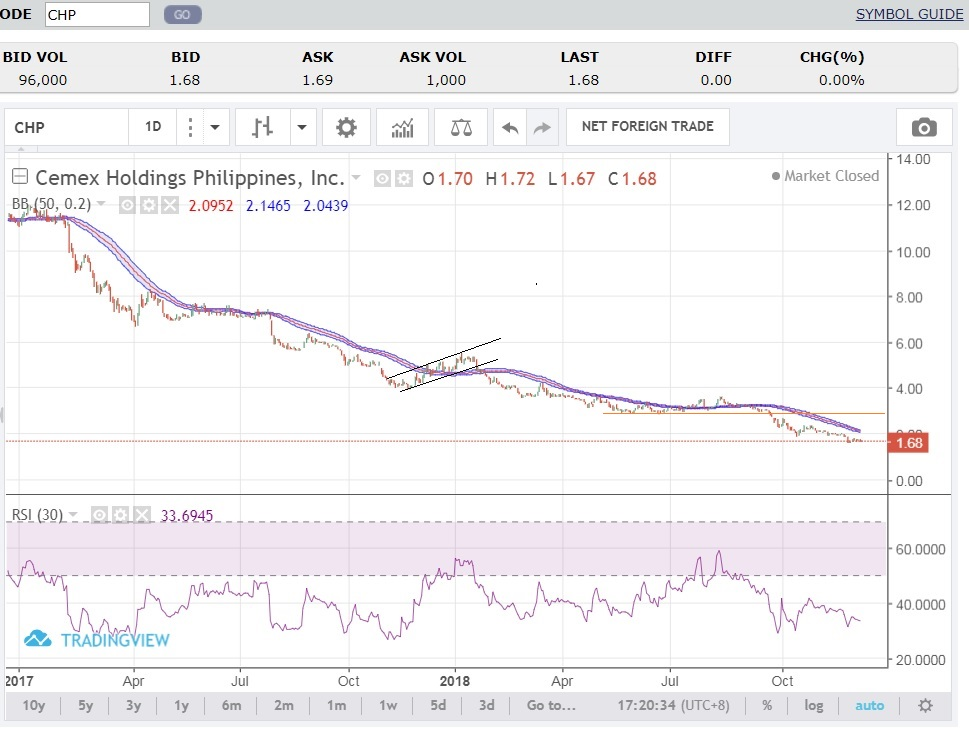 ODE CHP GO SYMBOL GUIDE
BID VOL BID ASK ASK VOL LAST DIFF CHG(%)
96,000 1.68 1.69 1,000 1.68 0.00 0.00%
CHP 1D NET FOREIGN TRADE
Cemex Holdings Philippines, Inc. O1.70 H1.72 L1.67 C1.68 Market Closed
BB (50, 0.2) 2.0952 2.1465 2.0439
14.00
12.00
10.00
8.00
6.00
4.00
2.00
1.68
0.00
RSI (30) 33.6945
60.0000
40.0000
20.0000
TRADINGVIEW
2017 Apr Jul Oct 2018 Apr Jul Oct
10y 5y 3y 1y 6m 2m 1m 1w 5d 3d Go to... 17:20:34 (UTC+8) % log auto